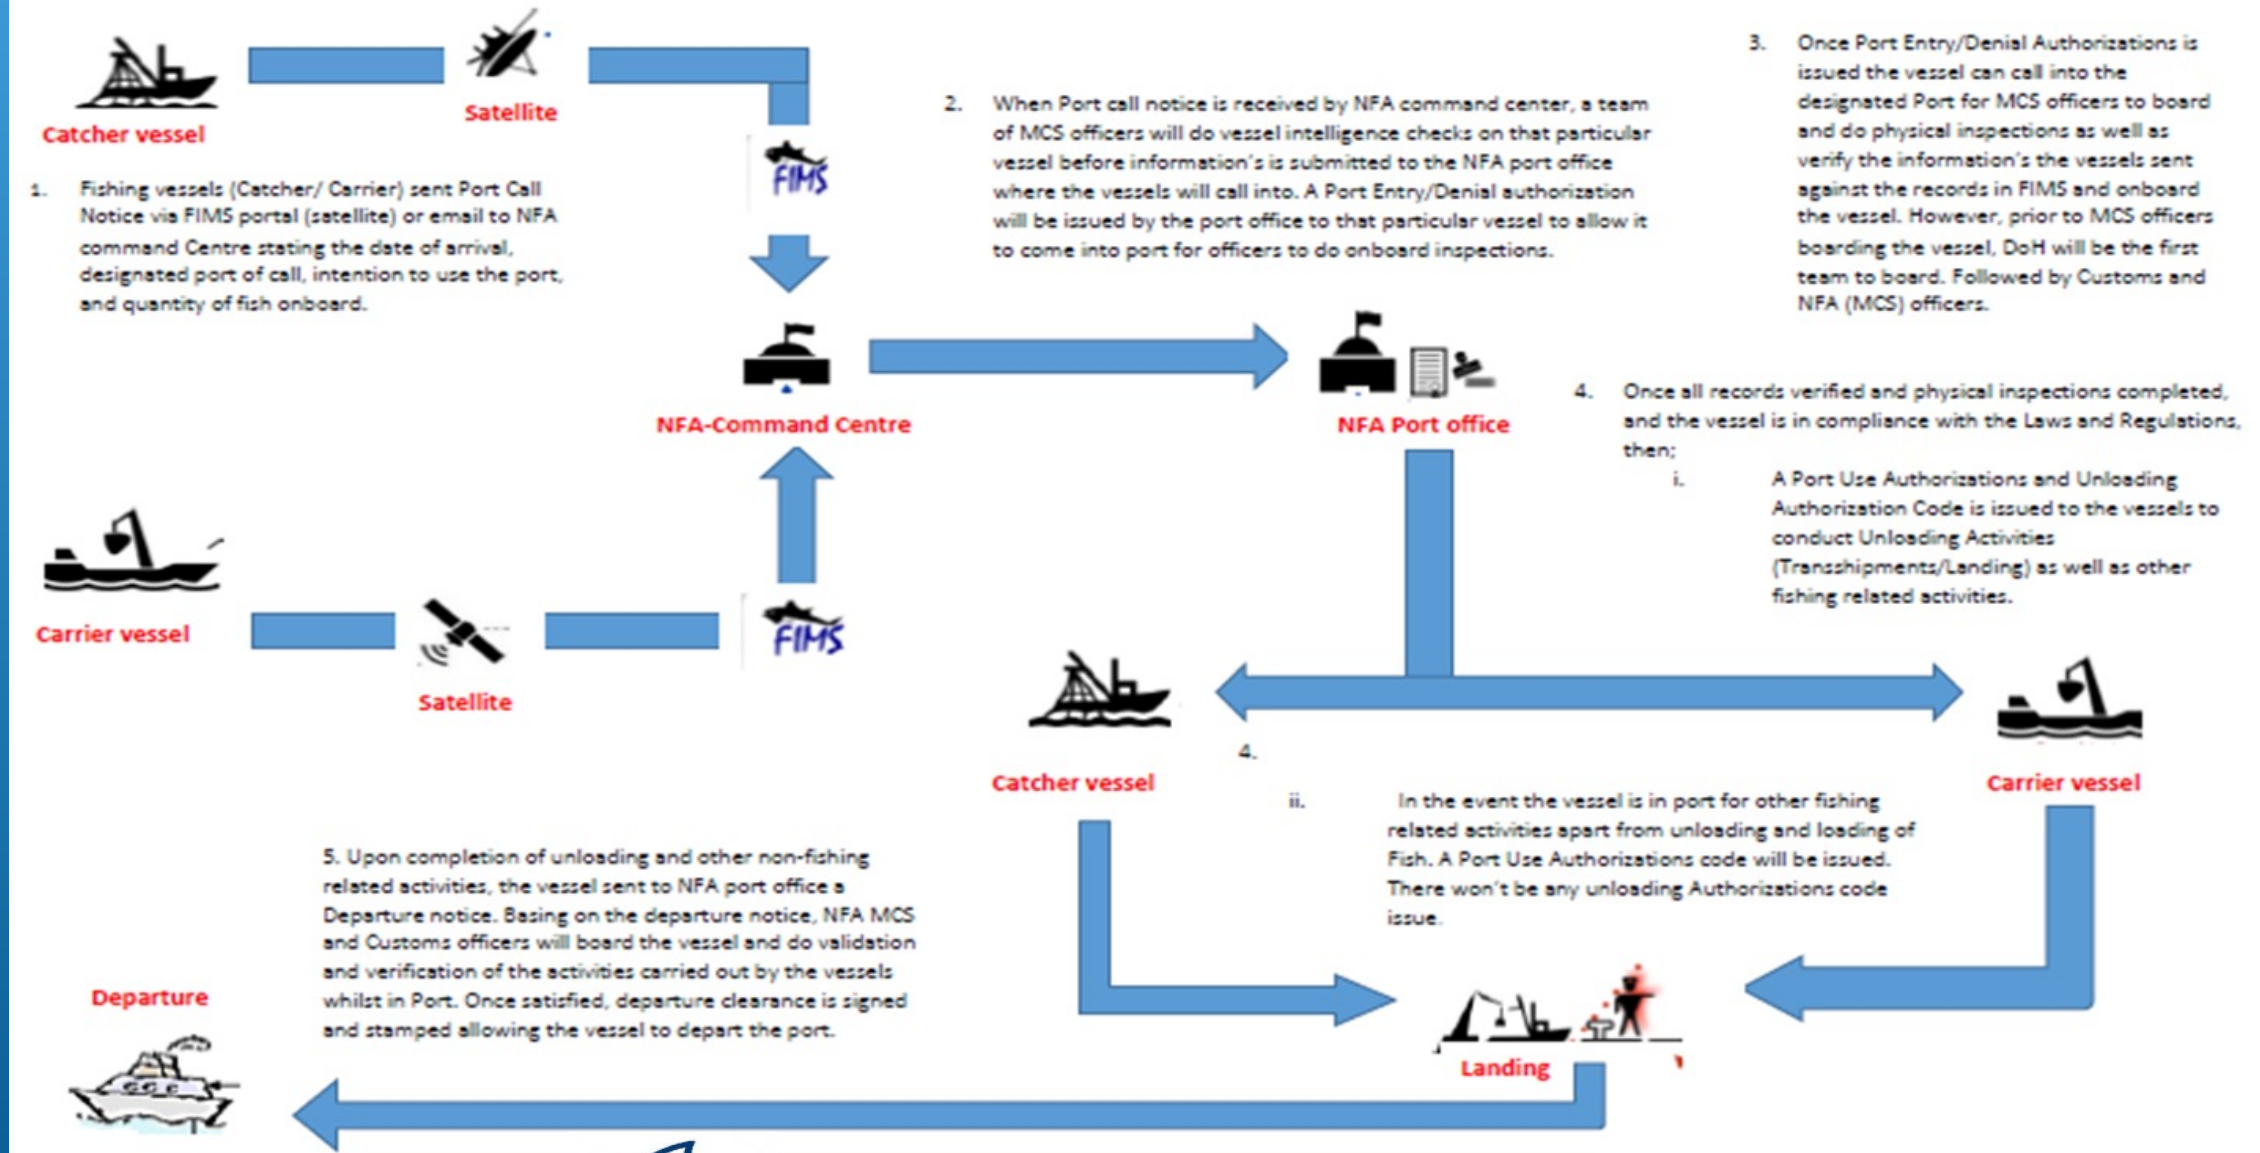 Catcher vessel
Satellite
FIMS
1. Fishing vessels (Catcher/ Carrier) sent Port Call
Notice via FIMS portal (satellite) or email to NFA
command Centre stating the date of arrival,
designated port of call, intention to use the port,
and quantity of fish onboard.
2. When Port call notice is received by NFA command center, a team
of MCS officers will do vessel intelligence checks on that particular
vessel before information's is submitted to the NFA port office
where the vessels will call into. A Port Entry/Denial authorization
will be issued by the port office to that particular vessel to allow it
to come into port for officers to do onboard inspections.
3. Once Port Entry/Denial Authorizations is
issued the vessel can call into the
designated Port for MCS officers to board
and do physical inspections as well as
verify the information's the vessels sent
against the records in FIMS and onboard
the vessel. However, prior to MCS officers
boarding the vessel, DoH will be the first
team to board. Followed by Customs and
NFA (MCS) officers.
NFA-Command Centre
NFA Port office
4. Once all records verified and physical inspections completed,
and the vessel is in compliance with the Laws and Regulations,
then;
i. A Port Use Authorizations and Unloading
Authorization Code is issued to the vessels to
conduct Unloading Activities
(Transshipments/Landing) as well as other
fishing related activities.
Carrier vessel
Satellite
FIMS
Catcher vessel
Carrier vessel
4.
ii. In the event the vessel is in port for other fishing
related activities apart from unloading and loading of
Fish. A Port Use Authorizations code will be issued.
There won't be any unloading Authorizations code
issue.
5. Upon completion of unloading and other non-fishing
related activities, the vessel sent to NFA port office a
Departure notice. Basing on the departure notice, NFA MCS
and Customs officers will board the vessel and do validation
and verification of the activities carried out by the vessels
whilst in Port. Once satisfied, departure clearance is signed
and stamped allowing the vessel to depart the port.
Departure
Landing